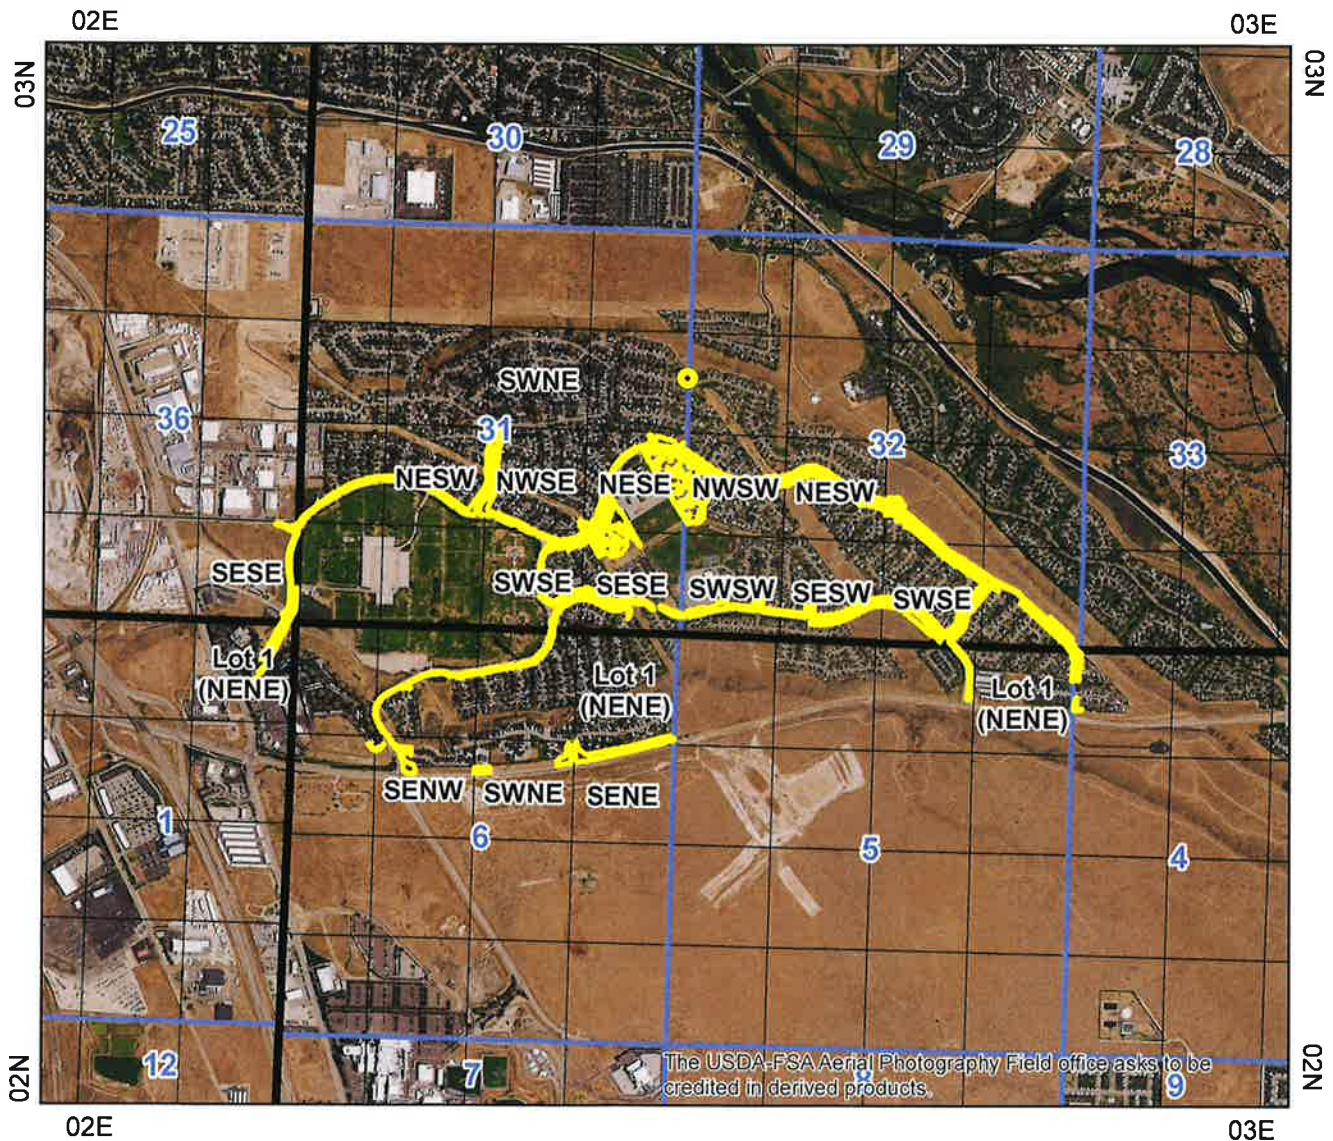 02E 03E
03N 03N
25 30 29 28
SWNE
36 31 32 33
NESW NWSE NESE NWSW NESW
SESE SWSE SESE SWSW SESW SWSE
Lot 1
(NENE)
Lot 1
(NENE)
Lot 1
(NENE)
SENW SWNE SENE
1 6 5 4
12 7 8 9
The USDA-FSA Aerial Photography Field office asks to be
credited in derived products.
02N 02N
02E 03E